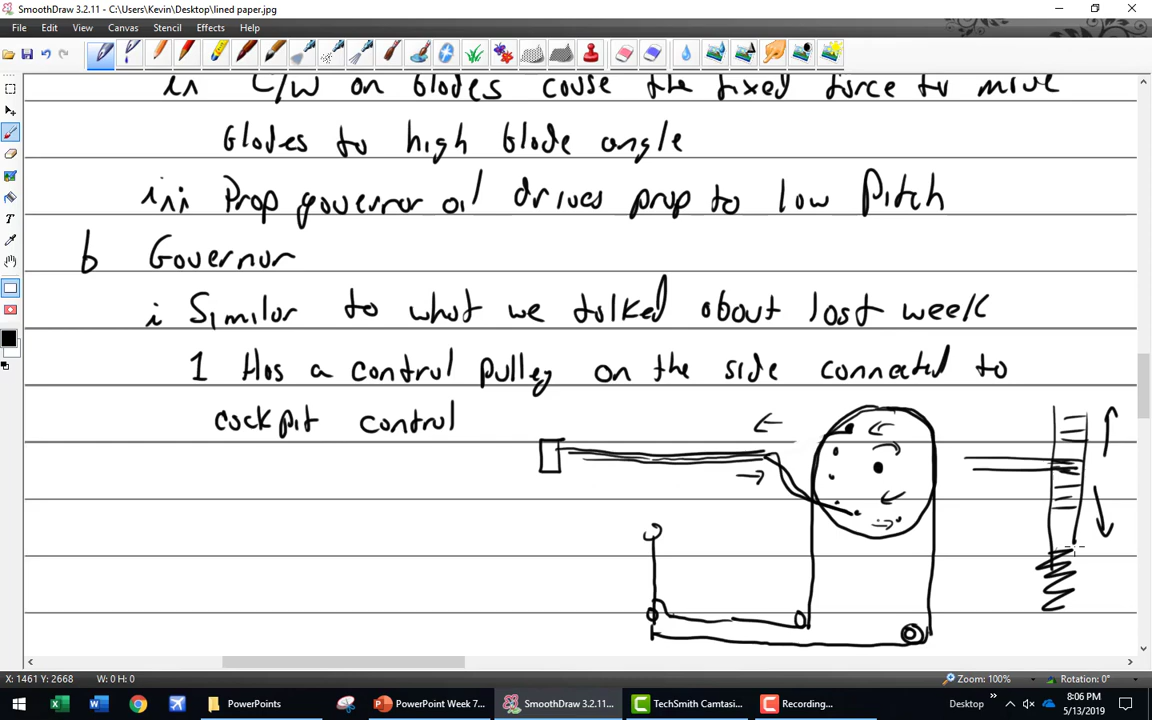 SmoothDraw 3.2.11 - C:\Users\Kevin\Desktop\lined paper.jpg
File Edit View Canvas Stencil Effects Help
C/W on blades cause the fixed force to move
blades to high blade angle
iii Prop governor oil drives prop to low Pitch
b Governor
i Similar to what we talked about last week
1 Has a control pulley on the side connected to
cockpit control
X: 1461 Y: 2668 W: 0 H: 0 Zoom: 100% Rotation: 0°
PowerPoints PowerPoint Week 7... SmoothDraw 3.2.11... TechSmith Camtasi... Recording... Desktop 8:06 PM
5/13/2019